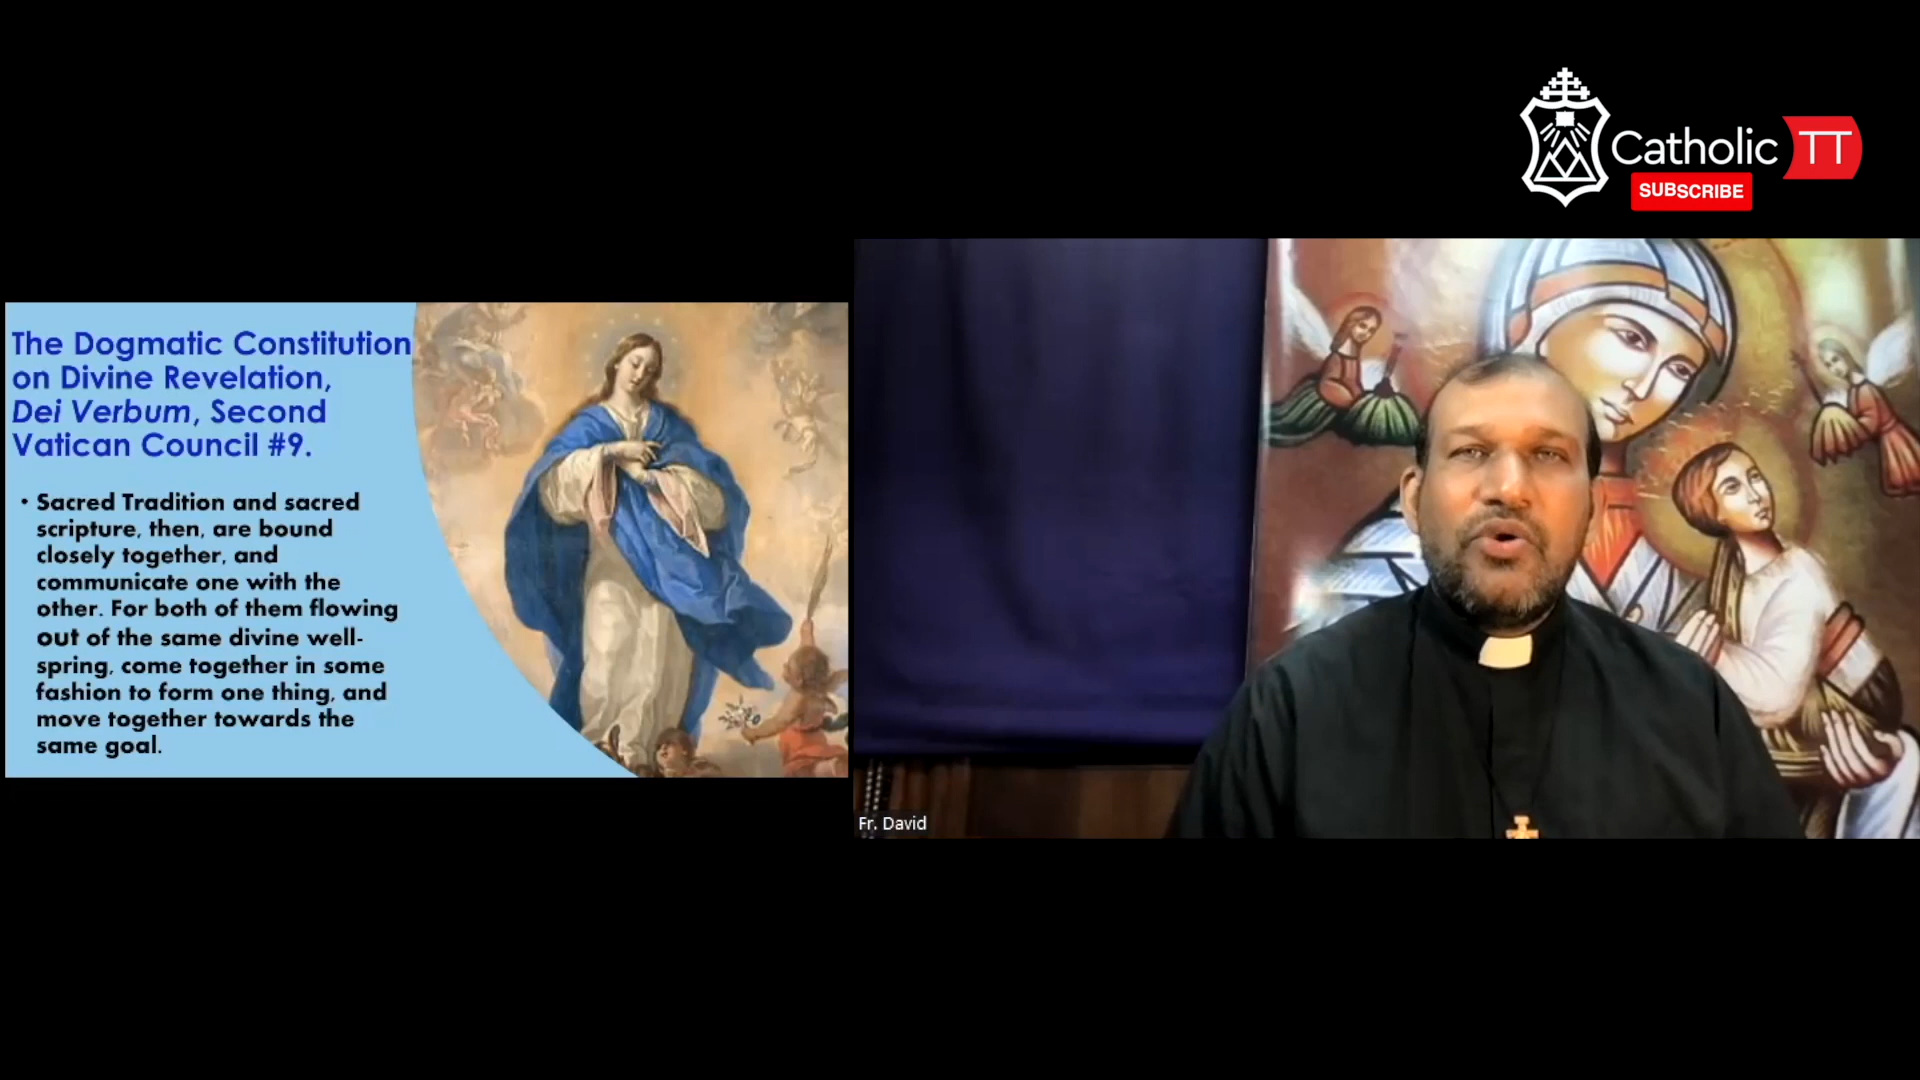 Catholic TT
SUBSCRIBE
The Dogmatic Constitution
on Divine Revelation,
Dei Verbum, Second
Vatican Council #9.
• Sacred Tradition and sacred
scripture, then, are bound
closely together, and
communicate one with the
other. For both of them flowing
out of the same divine well-
spring, come together in some
fashion to form one thing, and
move together towards the
same goal.
Fr. David